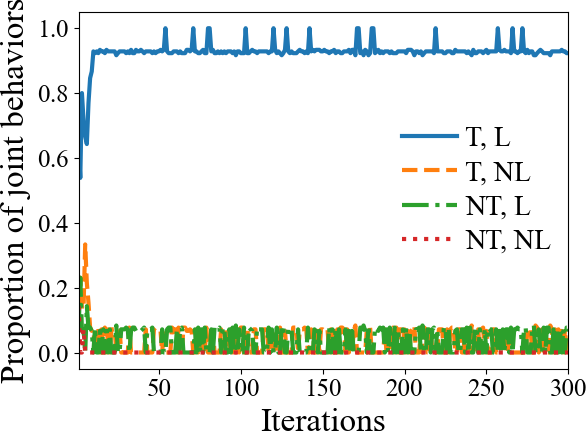 Proportion of joint behaviors
1.0
0.8
0.6
0.4
0.2
0.0
T, L
T, NL
NT, L
NT, NL
50
100
150
200
250
300
Iterations